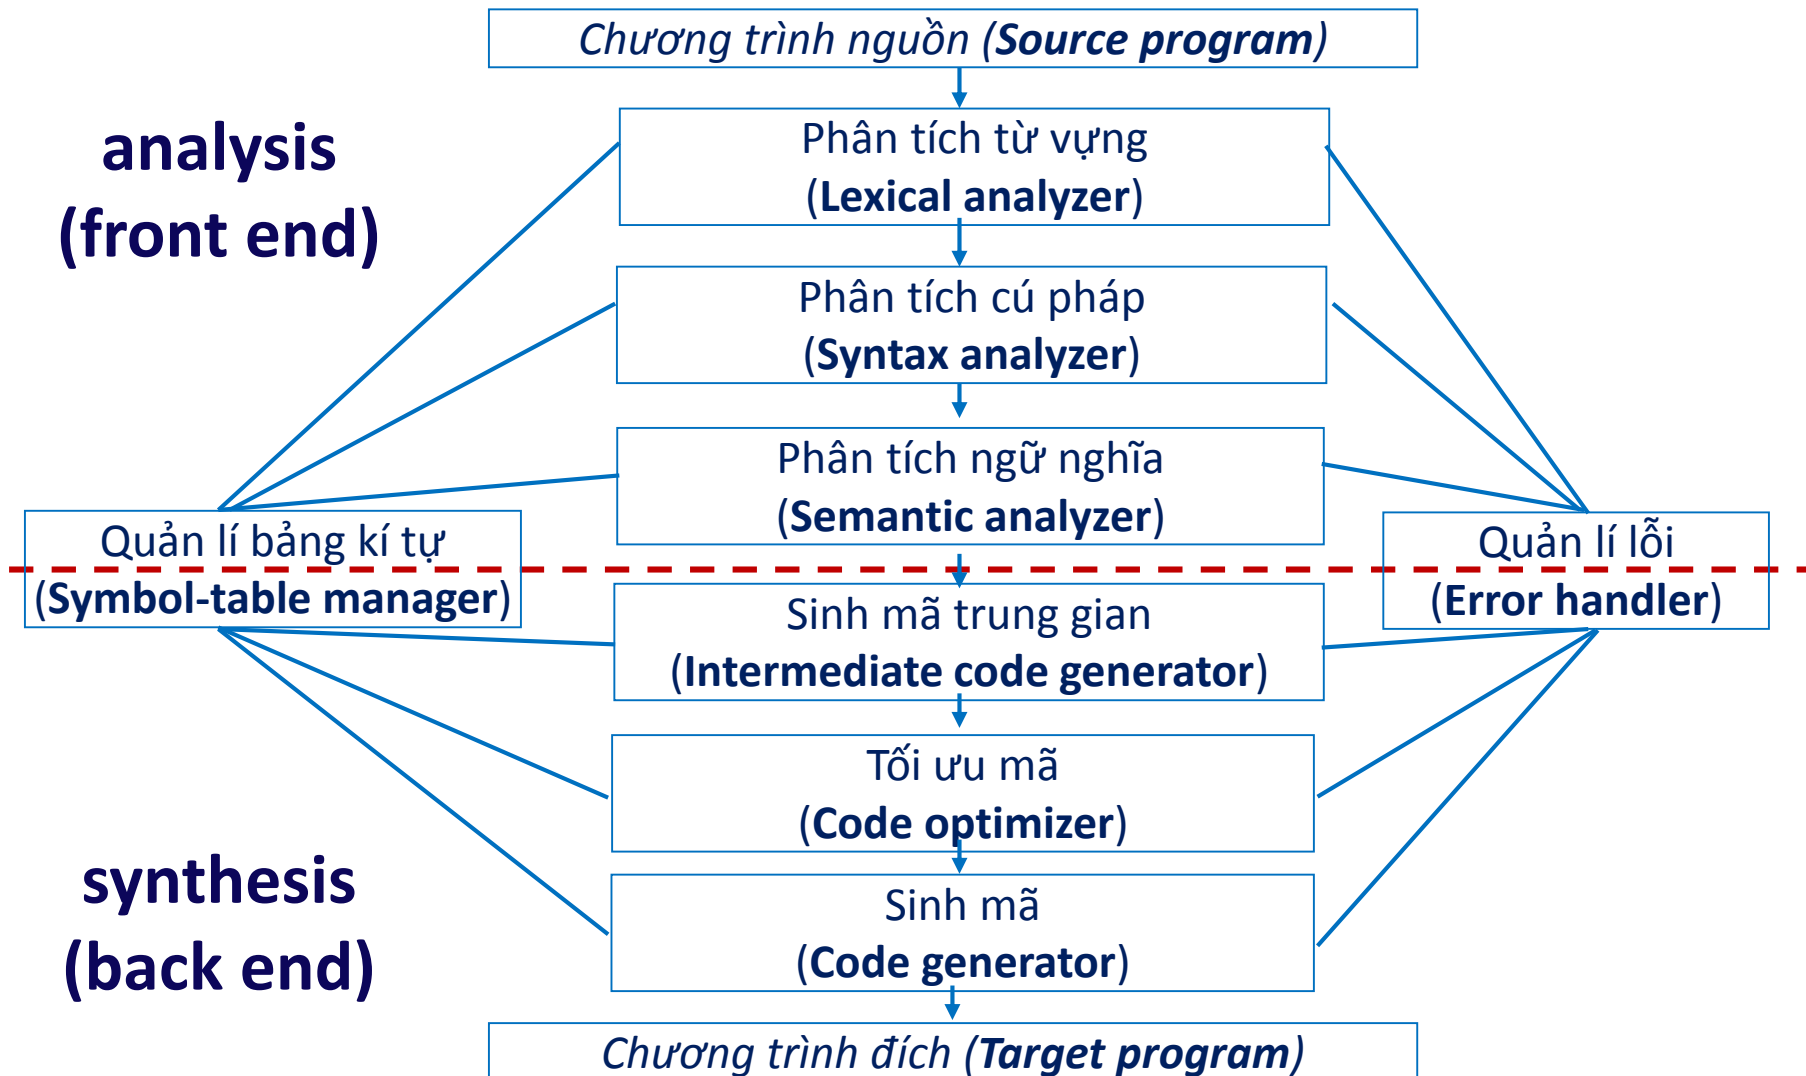 Chương trình nguồn (Source program)
analysis
(front end)
Phân tích từ vựng
(Lexical analyzer)
Phân tích cú pháp
(Syntax analyzer)
Phân tích ngữ nghĩa
(Semantic analyzer)
Quản lí bảng kí tự
(Symbol-table manager)
Quản lí lỗi
(Error handler)
Sinh mã trung gian
(Intermediate code generator)
Tối ưu mã
(Code optimizer)
synthesis
(back end)
Sinh mã
(Code generator)
Chương trình đích (Target program)